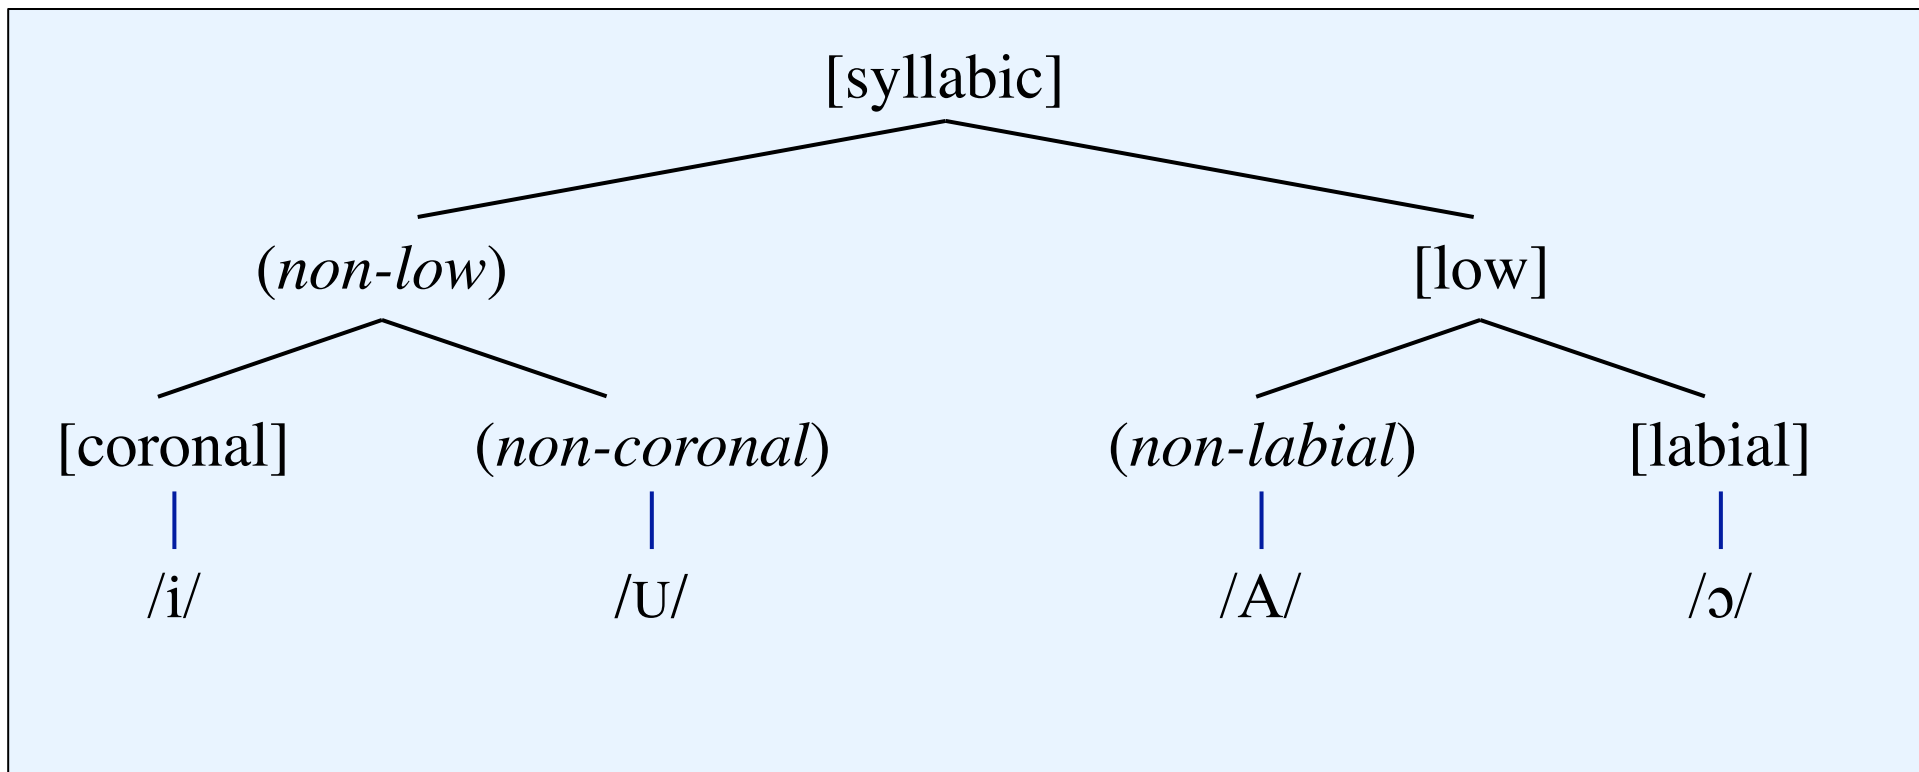 [syllabic]
(non-low) [low]
[coronal] (non-coronal) (non-labial) [labial]
/i/ /U/ /A/ /ɔ/